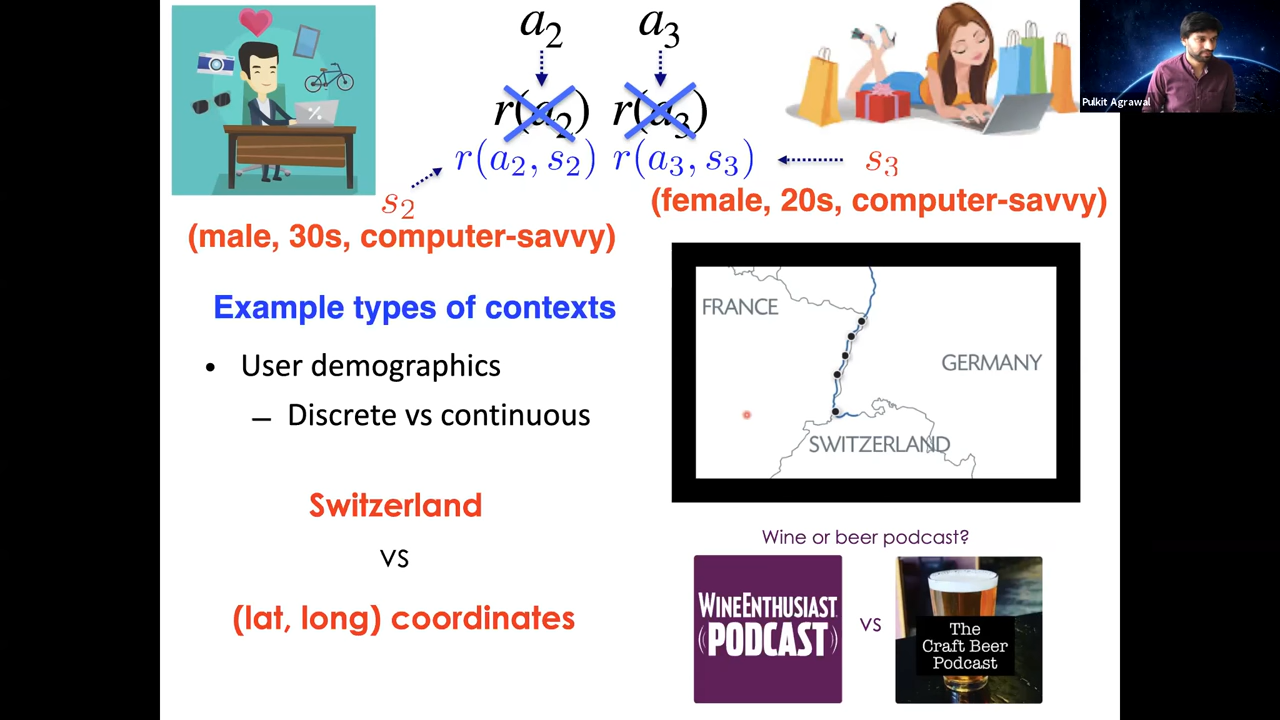 a₂ a₃
r(a₂) r(a₃)
r(a₂, s₂) r(a₃, s₃) s₃
s₂
(female, 20s, computer-savvy)
(male, 30s, computer-savvy)
Pulkit Agrawal
%
Example types of contexts
• User demographics
– Discrete vs continuous
Switzerland
vs
(lat, long) coordinates
FRANCE
GERMANY
SWITZERLAND
Wine or beer podcast?
WINEENTHUSIAST
PODCAST
vs
The
Craft Beer
Podcast